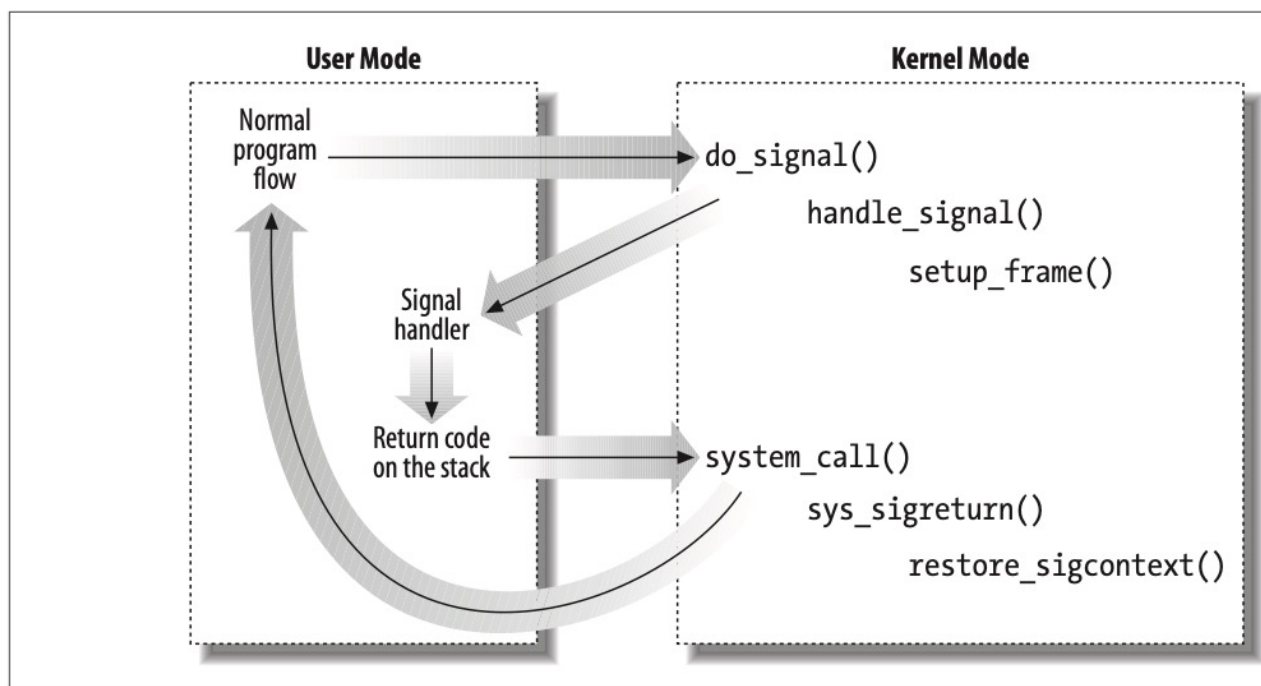 User Mode
Kernel Mode
Normal
program
flow
do_signal()
handle_signal()
setup_frame()
Signal
handler
Return code
on the stack
system_call()
sys_sigreturn()
restore_sigcontext()